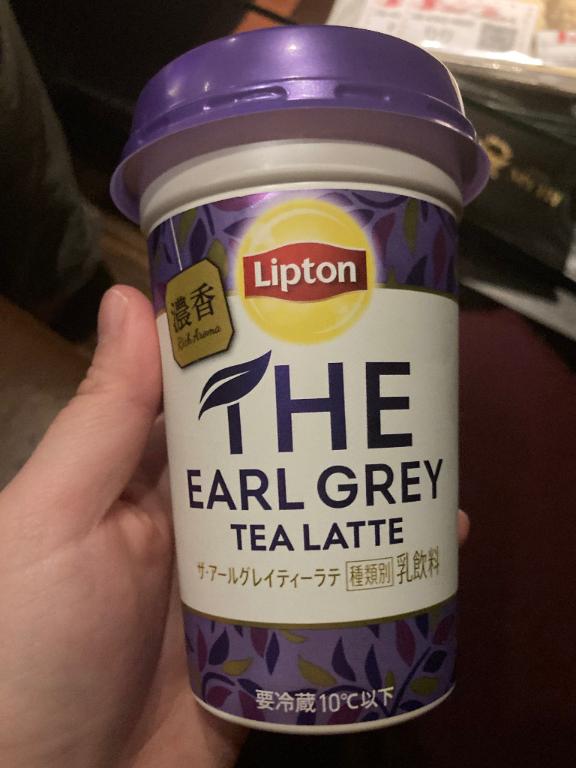 Lipton
濃香
Rich Aroma
THE
EARL GREY
TEA LATTE
ザ・アールグレイティーラテ 種類別 乳飲料
要冷蔵10℃以下